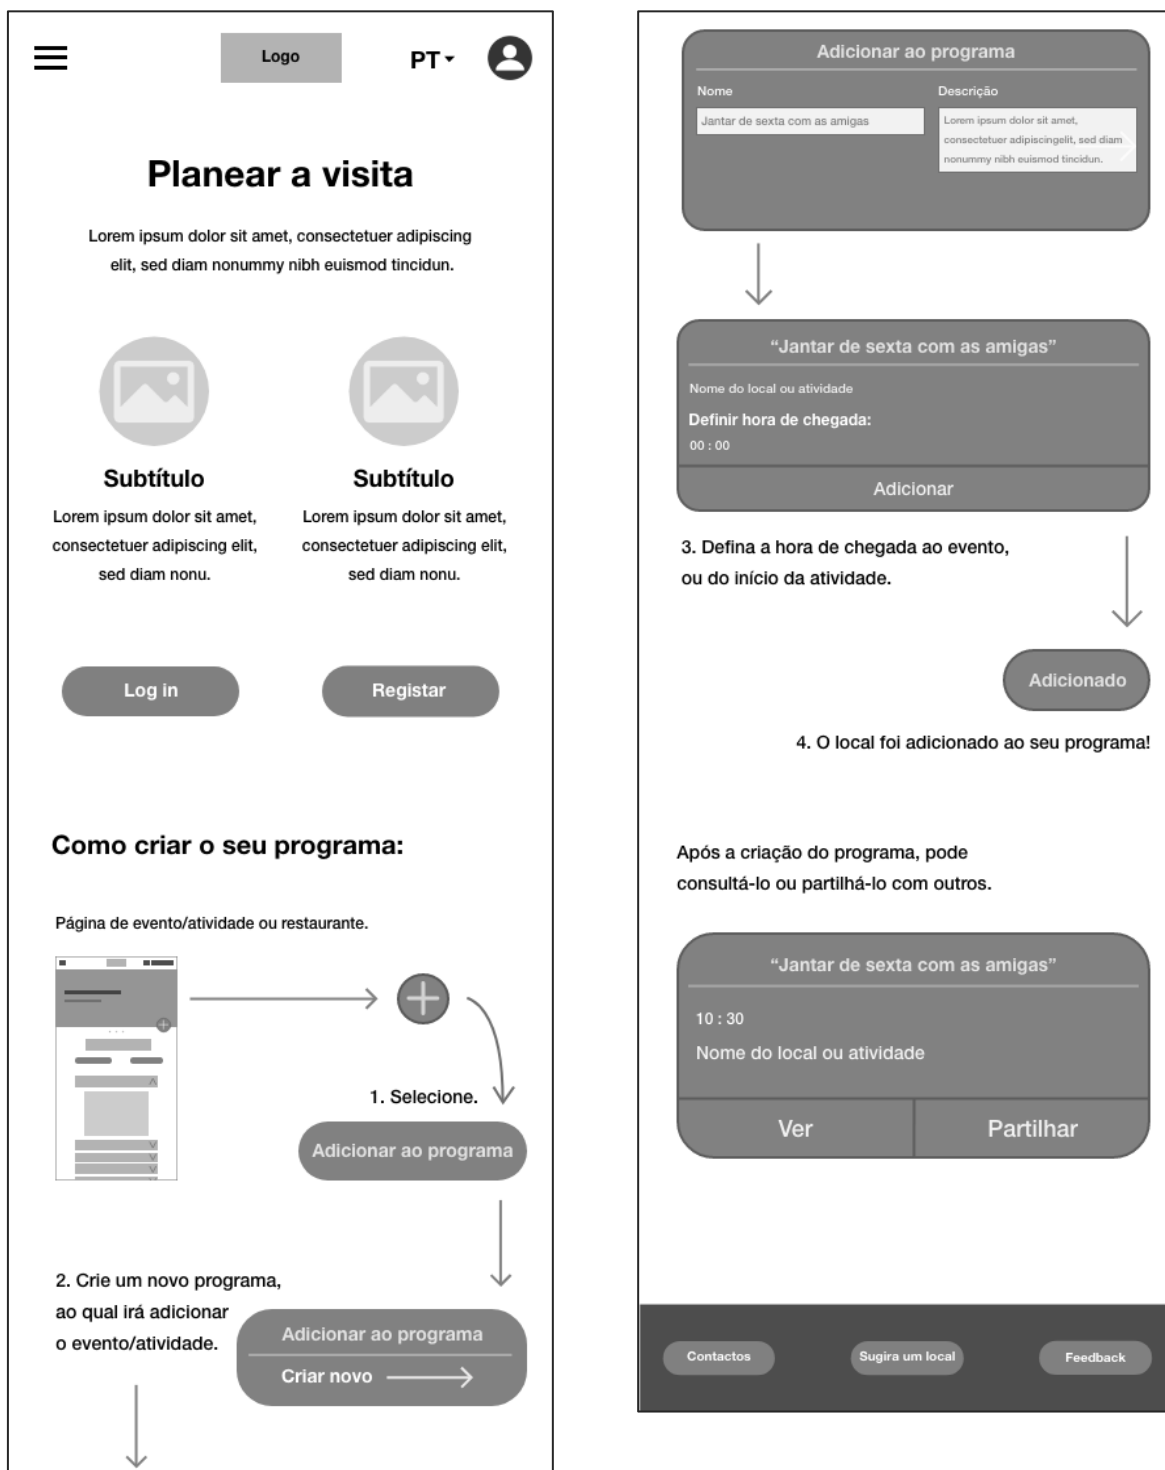 Logo
PT
Planear a visita
Lorem ipsum dolor sit amet, consectetuer adipiscing
elit, sed diam nonummy nibh euismod tincidun.
Subtítulo
Lorem ipsum dolor sit amet,
consectetuer adipiscing elit,
sed diam nonu.
Subtítulo
Lorem ipsum dolor sit amet,
consectetuer adipiscing elit,
sed diam nonu.
Log in
Registar
Como criar o seu programa:
Página de evento/atividade ou restaurante.
1. Selecione.
Adicionar ao programa
2. Crie um novo programa,
ao qual irá adicionar
o evento/atividade.
Adicionar ao programa
Criar novo
Adicionar ao programa
Nome
Jantar de sexta com as amigas
Descrição
Lorem ipsum dolor sit amet,
consectetuer adipiscingelit, sed diam
nonummy nibh euismod tincidun.
“Jantar de sexta com as amigas”
Nome do local ou atividade
Definir hora de chegada:
00 : 00
Adicionar
3. Defina a hora de chegada ao evento,
ou do início da atividade.
Adicionado
4. O local foi adicionado ao seu programa!
Após a criação do programa, pode
consultá-lo ou partilhá-lo com outros.
“Jantar de sexta com as amigas”
10 : 30
Nome do local ou atividade
Ver
Partilhar
Contactos
Sugira um local
Feedback